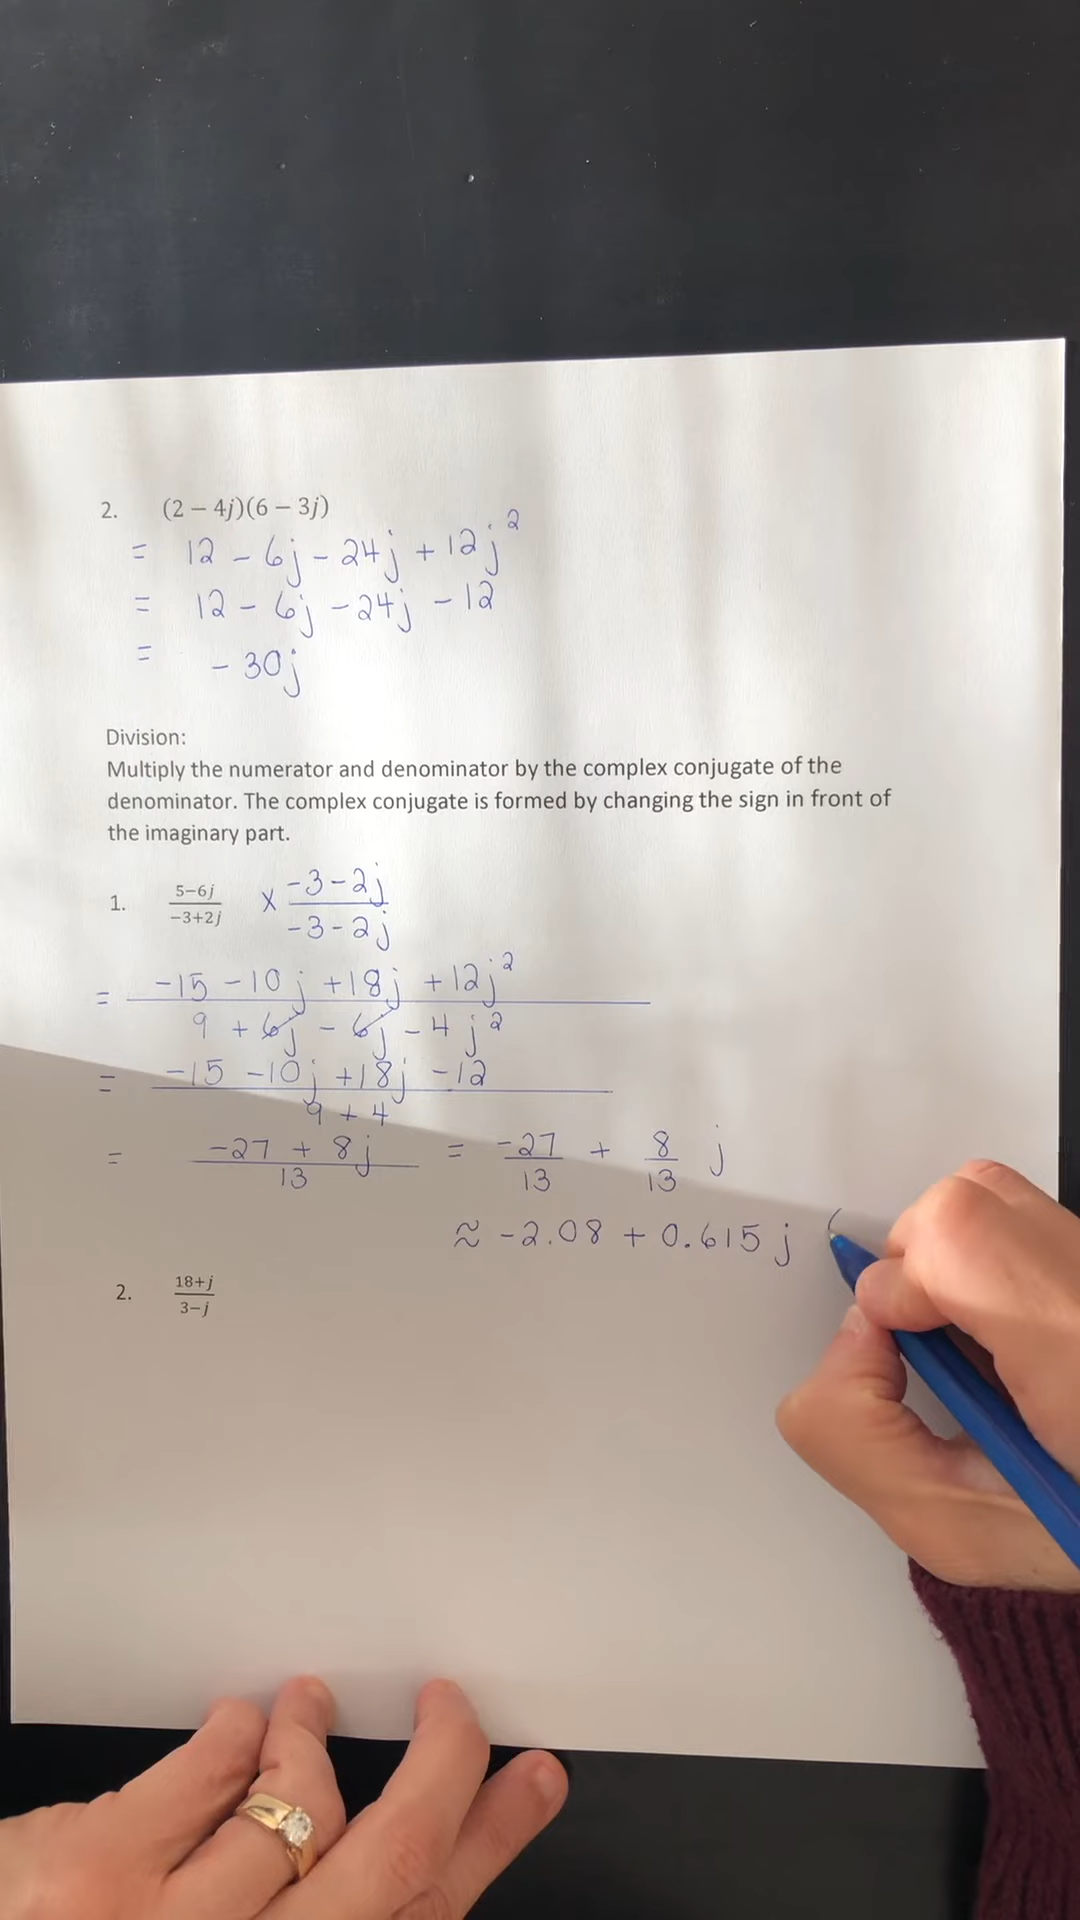 2. (2 – 4j)(6 – 3j)
= 12 - 6j - 24j + 12j²
= 12 - 6j - 24j - 12
= - 30j
Division:
Multiply the numerator and denominator by the complex conjugate of the
denominator. The complex conjugate is formed by changing the sign in front of
the imaginary part.
1. (5−6j)/(−3+2j) x (-3-2j)/(-3-2j)
= (-15 -10j +18j +12j²)/(9 + 6j - 6j - 4j²)
= (-15 -10j +18j -12)/(9 + 4)
= (-27 + 8j)/13 = -27/13 + 8/13 j
≈ -2.08 + 0.615j (
2. (18+j)/(3−j)